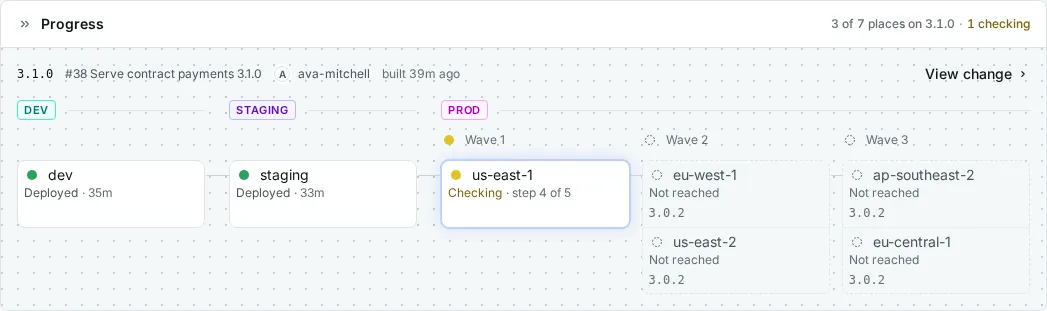 » Progress
3 of 7 places on 3.1.0 · 1 checking
3.1.0 #38 Serve contract payments 3.1.0 A ava-mitchell built 39m ago
View change ›
DEV
STAGING
PROD
Wave 1
Wave 2
Wave 3
dev
Deployed · 35m
staging
Deployed · 33m
us-east-1
Checking · step 4 of 5
eu-west-1
Not reached
3.0.2
us-east-2
Not reached
3.0.2
ap-southeast-2
Not reached
3.0.2
eu-central-1
Not reached
3.0.2